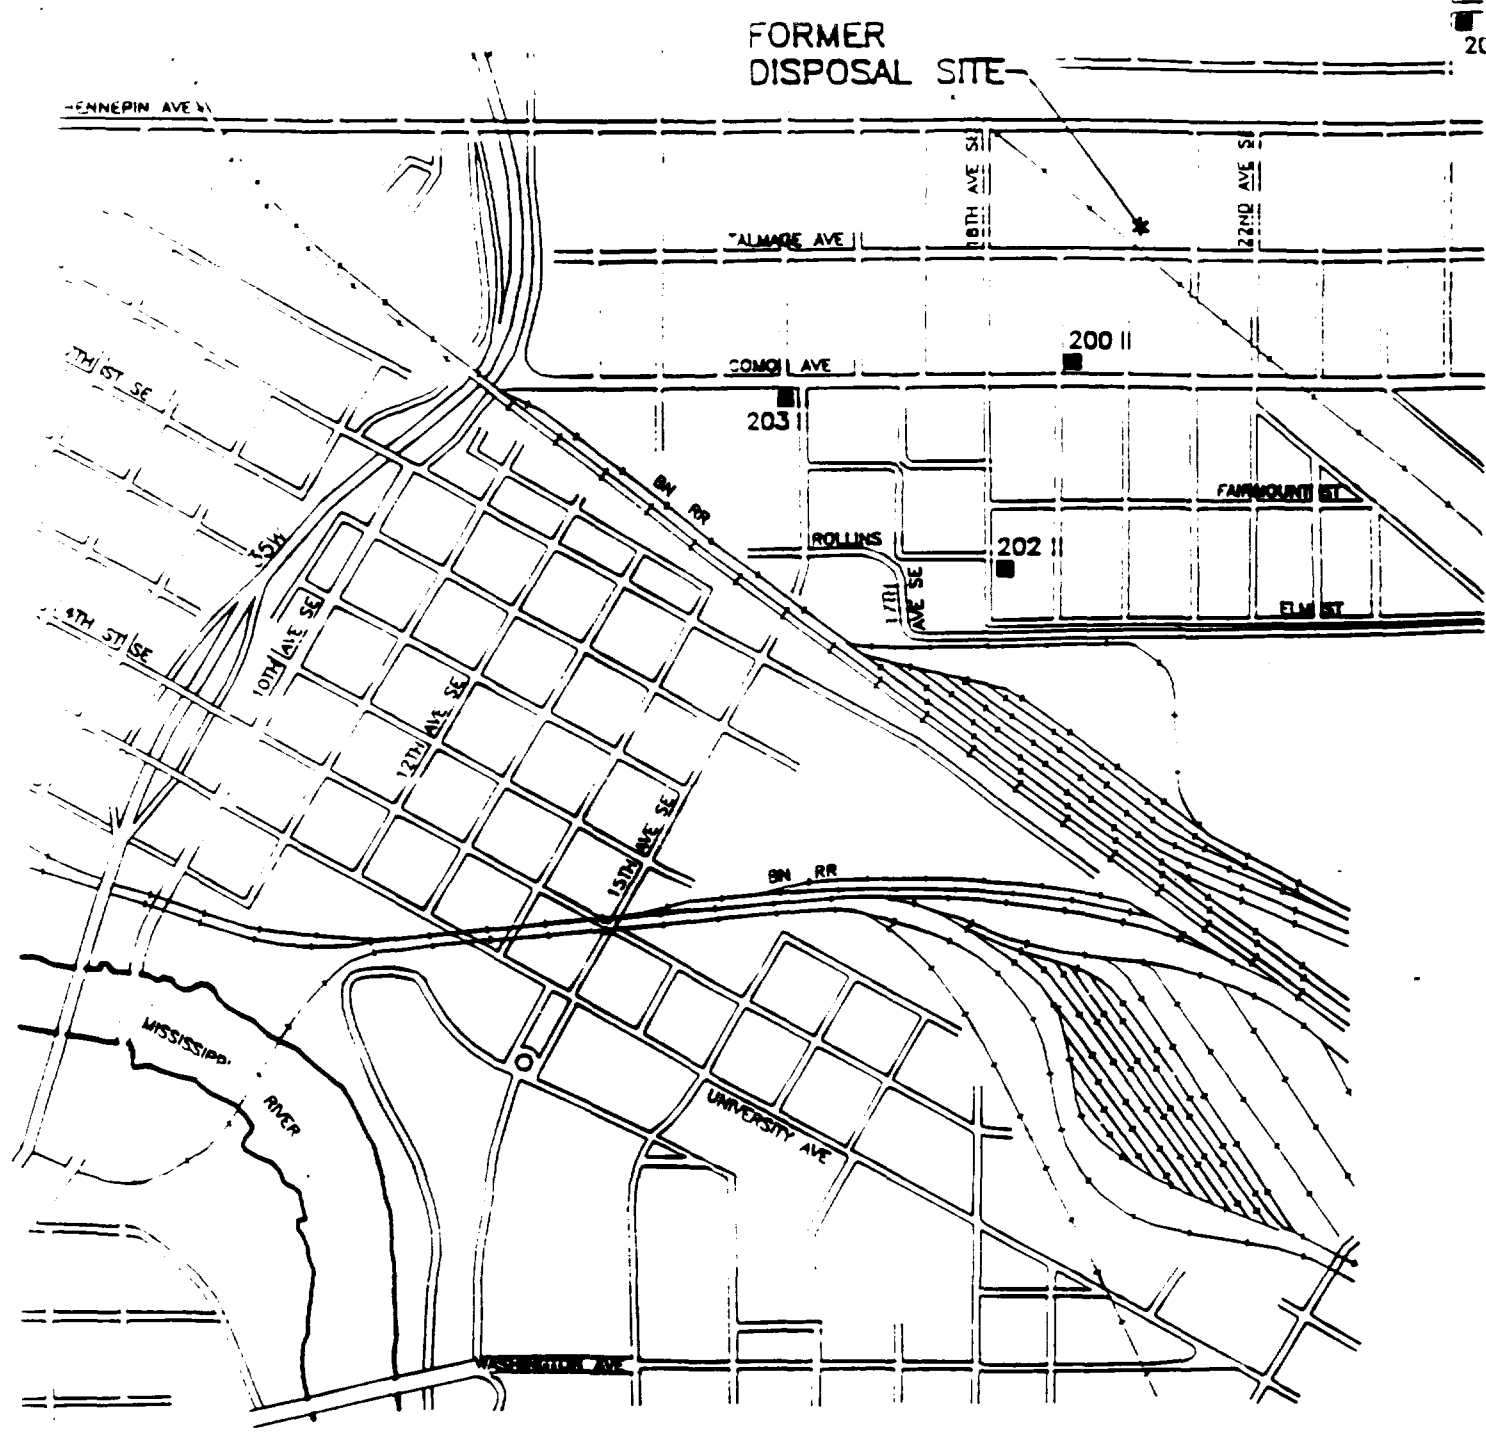 FORMER
DISPOSAL SITE
20
HENNEPIN AVE
18TH AVE SE
22ND AVE SE
TALMAGE AVE
200
COMO AVE
203
7TH ST SE
BN RR
FAIRMOUNT ST
ROLLINS
202
35W
17TH
AVE SE
ELM ST
4TH ST SE
10TH AVE SE
12TH AVE SE
15TH AVE SE
BN RR
MISSISSIPPI
RIVER
UNIVERSITY AVE
WASHINGTON AVE